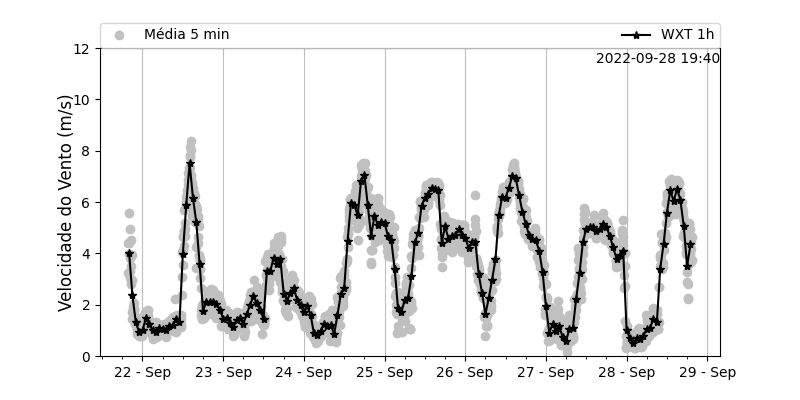 Média 5 min
WXT 1h
2022-09-28 19:40
Velocidade do Vento (m/s)
12
10
8
6
4
2
0
22 - Sep
23 - Sep
24 - Sep
25 - Sep
26 - Sep
27 - Sep
28 - Sep
29 - Sep